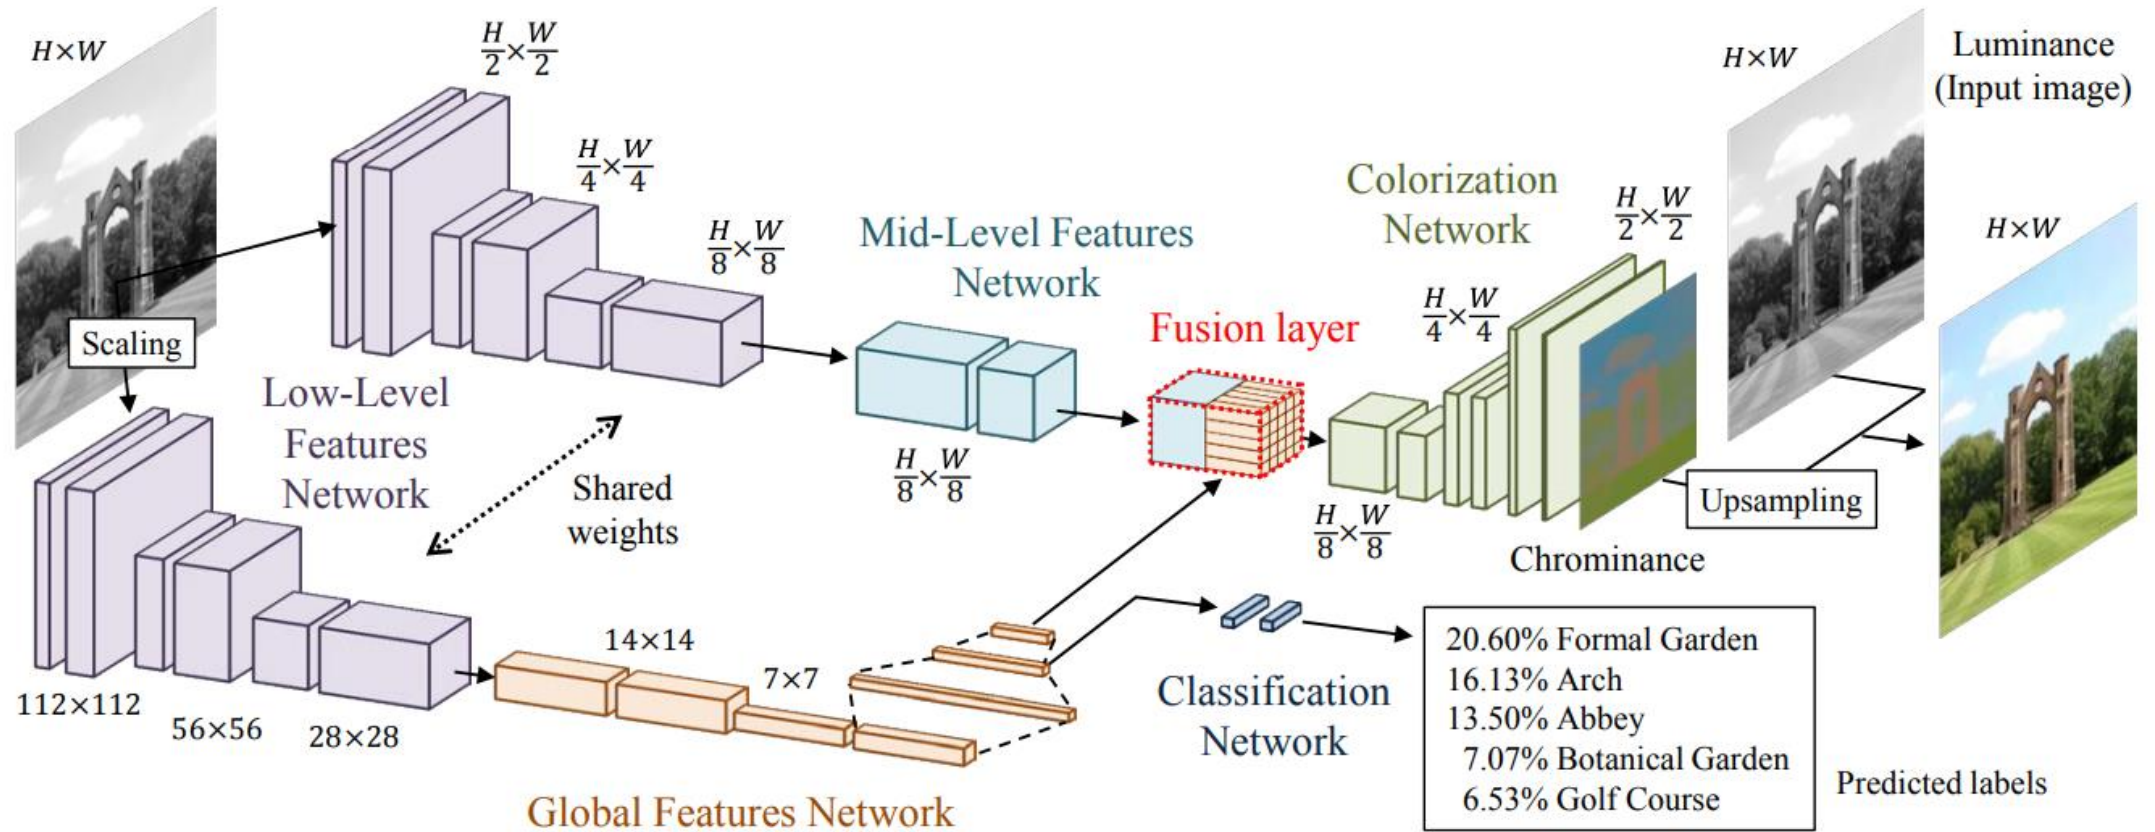 H×W
H/2×W/2
H/4×W/4
H/8×W/8
Scaling
Low-Level
Features
Network
Shared
weights
112×112
56×56
28×28
Mid-Level Features
Network
H/8×W/8
Fusion layer
14×14
7×7
Global Features Network
Colorization
Network
H/8×W/8
H/4×W/4
H/2×W/2
Chrominance
H×W
Luminance
(Input image)
H×W
Upsampling
Classification
Network
20.60% Formal Garden
16.13% Arch
13.50% Abbey
7.07% Botanical Garden
6.53% Golf Course
Predicted labels